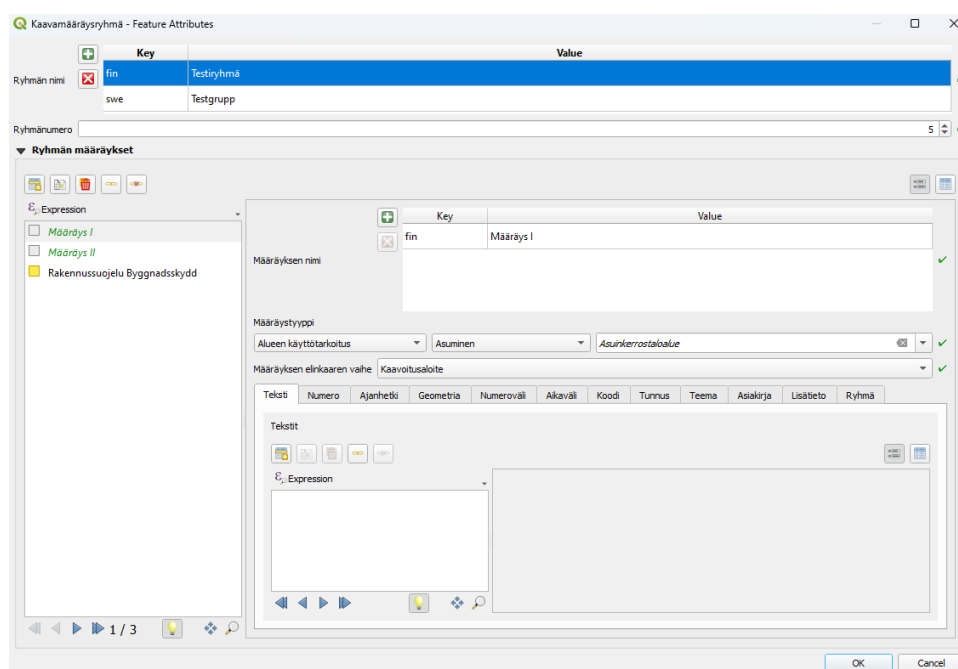 Kaavamääräysryhmä - Feature Attributes
Key Value
Ryhmän nimi
fin Testiryhmä
swe Testgrupp
Ryhmänumero 5
Ryhmän määräykset
Expression
Määräys I
Määräys II
Rakennussuojelu Byggnadsskydd
Key Value
fin Määräys I
Määräyksen nimi
Määräystyyppi
Alueen käyttötarkoitus Asuminen Asuinkerrostaloalue
Määräyksen elinkaaren vaihe Kaavoitusaloite
Teksti Numero Ajanhetki Geometria Numeroväli Aikaväli Koodi Tunnus Teema Asiakirja Lisätieto Ryhmä
Tekstit
Expression
1 / 3
OK Cancel